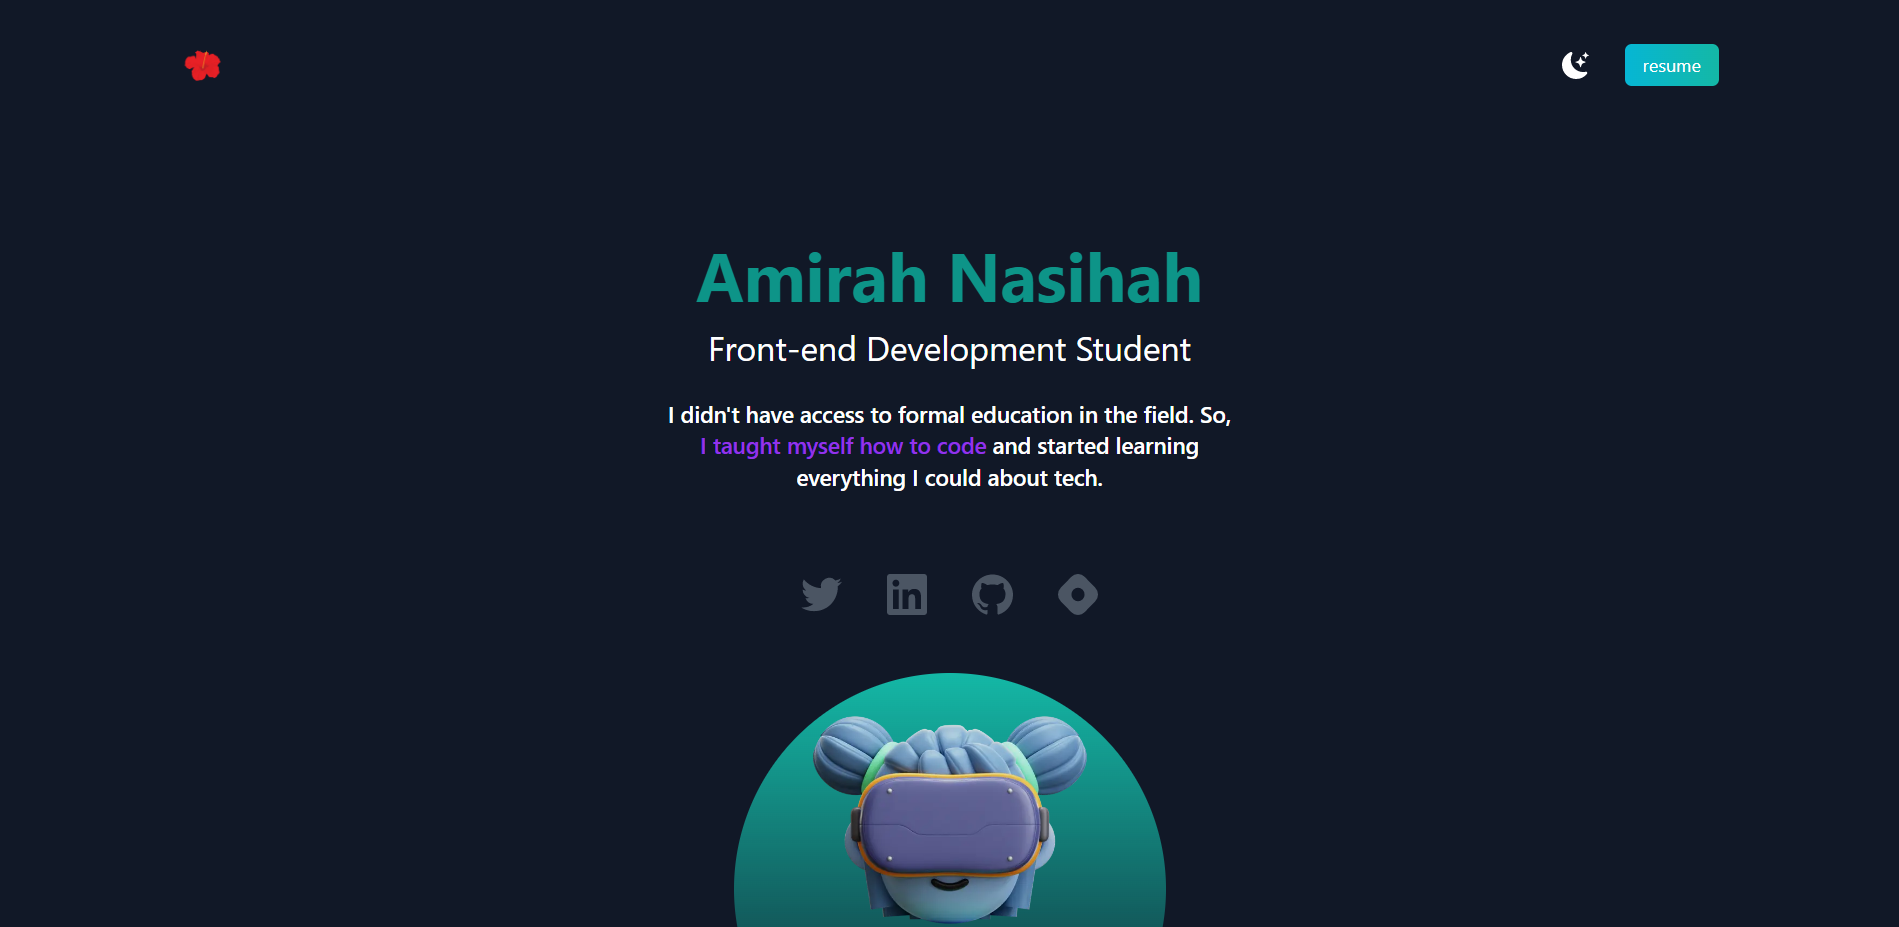 resume
Amirah Nasihah
Front-end Development Student
I didn't have access to formal education in the field. So,
I taught myself how to code and started learning
everything I could about tech.
in